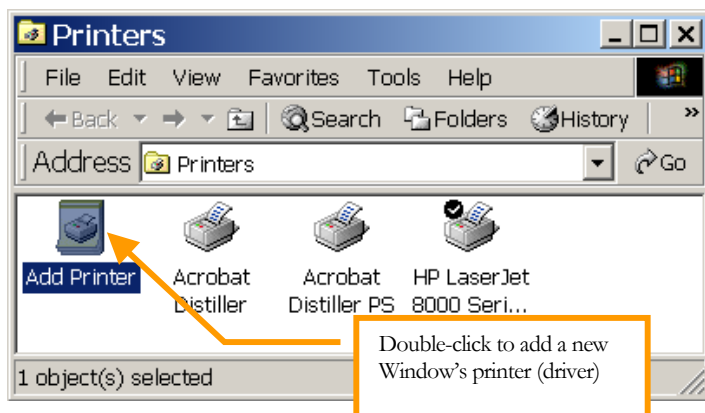 Printers
File Edit View Favorites Tools Help
Back Search Folders History »
Address Printers Go
Add Printer Acrobat Acrobat HP LaserJet
Distiller Distiller PS 8000 Seri...
Double-click to add a new
Window's printer (driver)
1 object(s) selected